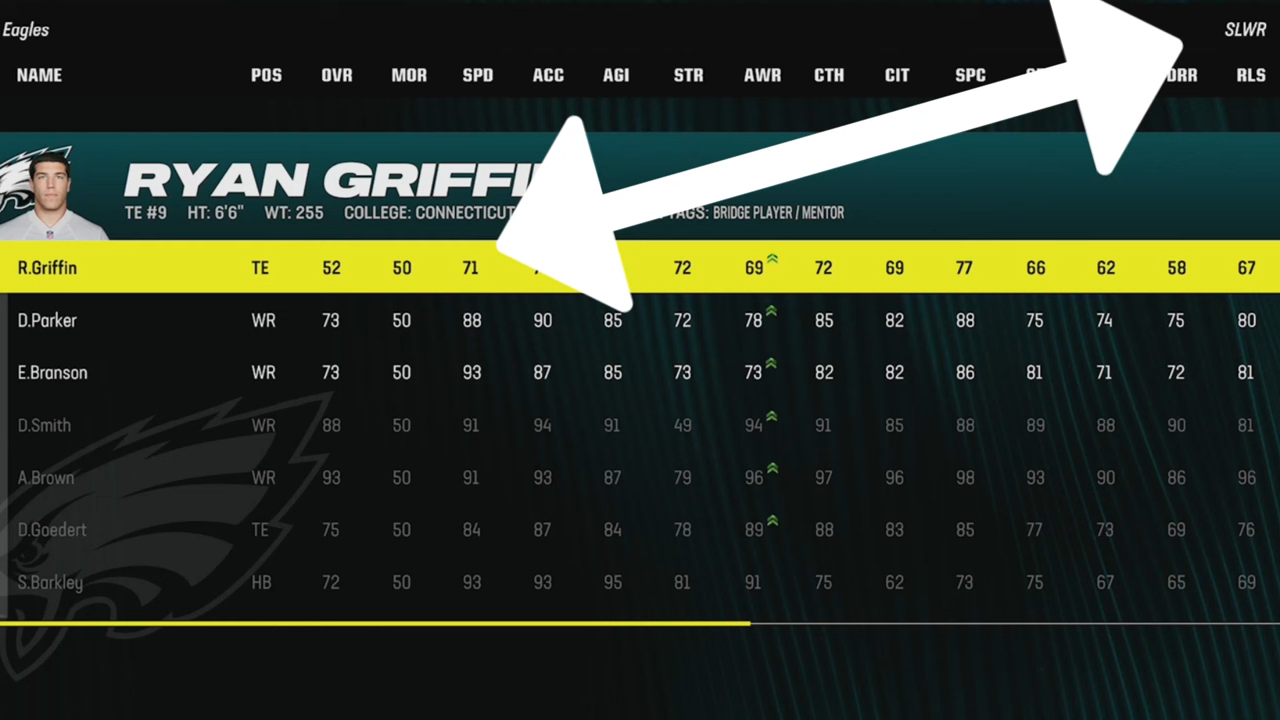 Eagles SLWR
NAME POS OVR MOR SPD ACC AGI STR AWR CTH CIT SPC RLS
RYAN
TE #9 HT: 6'6" WT: 255 COLLEGE: CONNECTICUT BRIDGE PLAYER / MENTOR
R.Griffin TE 52 50 71 72 69 72 69 77 66 62 58 67
D.Parker WR 73 50 88 90 85 72 78 85 82 88 75 74 75 80
E.Branson WR 73 50 93 87 85 73 73 82 82 86 81 71 72 81
D.Smith WR 88 50 91 94 91 49 94 91 85 88 89 88 90 81
A.Brown WR 93 50 91 93 87 79 96 97 96 98 93 90 86 96
D.Goedert TE 75 50 84 87 84 78 89 88 83 85 77 73 69 76
S.Barkley HB 72 50 93 93 95 81 91 75 62 73 75 67 65 69